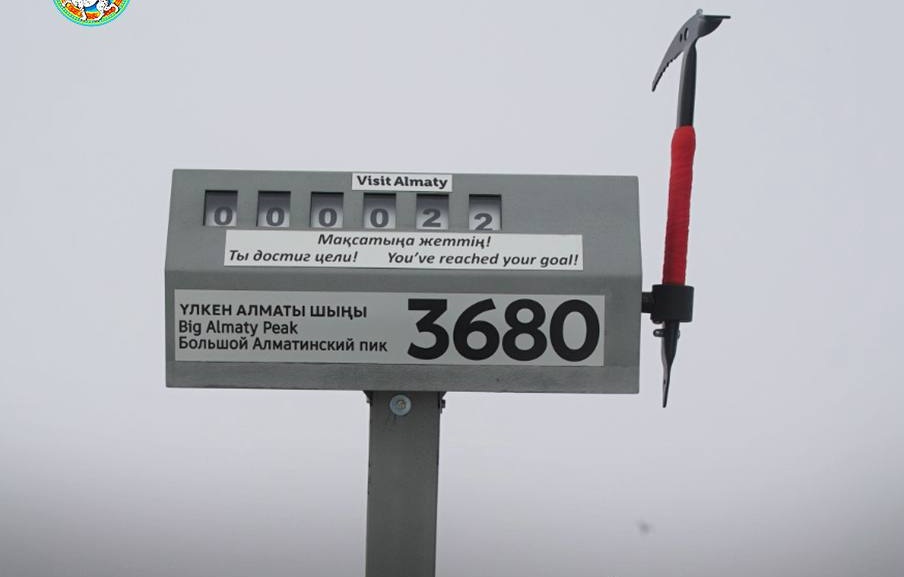 Visit Almaty
000022
Мақсатыңа жеттің!
Ты достиг цели! You've reached your goal!
ҮЛКЕН АЛМАТЫ ШЫҢЫ
Big Almaty Peak
Большой Алматинский пик
3680